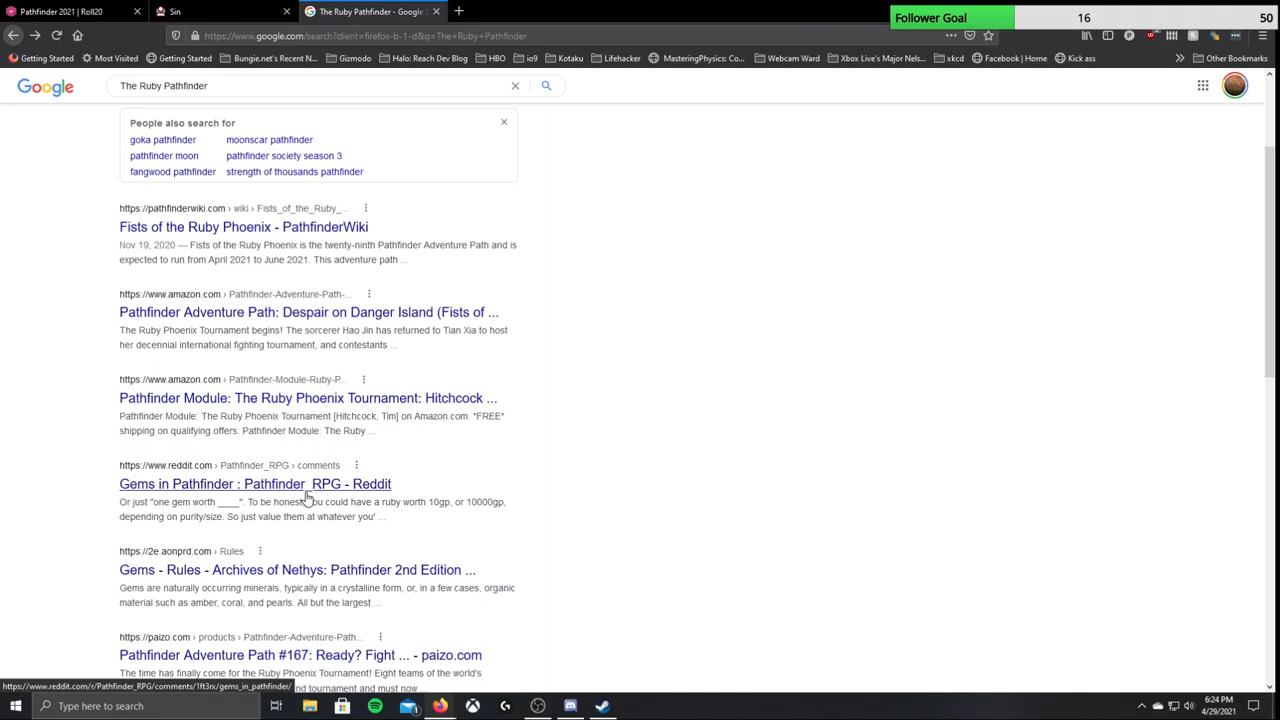 Pathfinder 2021 | Roll20
Sin
The Ruby Pathfinder - Google
Follower Goal
16
50
https://www.google.com/search?client=firefox-b-1-d&q=The+Ruby+Pathfinder
Getting Started
Most Visited
Getting Started
Bungie.net's Recent N...
Gizmodo
Halo: Reach Dev Blog
HBO
io9
Kotaku
Lifehacker
MasteringPhysics: Co...
Webcam Ward
Xbox Live's Major Nels...
xkcd
Facebook | Home
Kick ass
Other Bookmarks
Google
The Ruby Pathfinder
People also search for
goka pathfinder
moonscar pathfinder
pathfinder moon
pathfinder society season 3
fangwood pathfinder
strength of thousands pathfinder
https://pathfinderwiki.com › wiki › Fists_of_the_Ruby_...
Fists of the Ruby Phoenix - PathfinderWiki
Nov 19, 2020 — Fists of the Ruby Phoenix is the twenty-ninth Pathfinder Adventure Path and is
expected to run from April 2021 to June 2021. This adventure path ...
https://www.amazon.com › Pathfinder-Adventure-Path-...
Pathfinder Adventure Path: Despair on Danger Island (Fists of ...
The Ruby Phoenix Tournament begins! The sorcerer Hao Jin has returned to Tian Xia to host
her decennial international fighting tournament, and contestants ...
https://www.amazon.com › Pathfinder-Module-Ruby-P...
Pathfinder Module: The Ruby Phoenix Tournament: Hitchcock ...
Pathfinder Module: The Ruby Phoenix Tournament [Hitchcock, Tim] on Amazon.com. *FREE*
shipping on qualifying offers. Pathfinder Module: The Ruby ...
https://www.reddit.com › Pathfinder_RPG › comments
Gems in Pathfinder : Pathfinder_RPG - Reddit
Or just "one gem worth ____". To be honest you could have a ruby worth 10gp, or 10000gp,
depending on purity/size. So just value them at whatever you' ...
https://2e.aonprd.com › Rules
Gems - Rules - Archives of Nethys: Pathfinder 2nd Edition ...
Gems are naturally occurring minerals, typically in a crystalline form, or, in a few cases, organic
material such as amber, coral, and pearls. All but the largest ...
https://paizo.com › products › Pathfinder-Adventure-Path...
Pathfinder Adventure Path #167: Ready? Fight ... - paizo.com
The time has finally come for the Ruby Phoenix Tournament! Eight teams of the world's
nd tournament and must now ...
https://www.reddit.com/r/Pathfinder_RPG/comments/1ft3rx/gems_in_pathfinder/
Type here to search
6:24 PM
4/29/2021